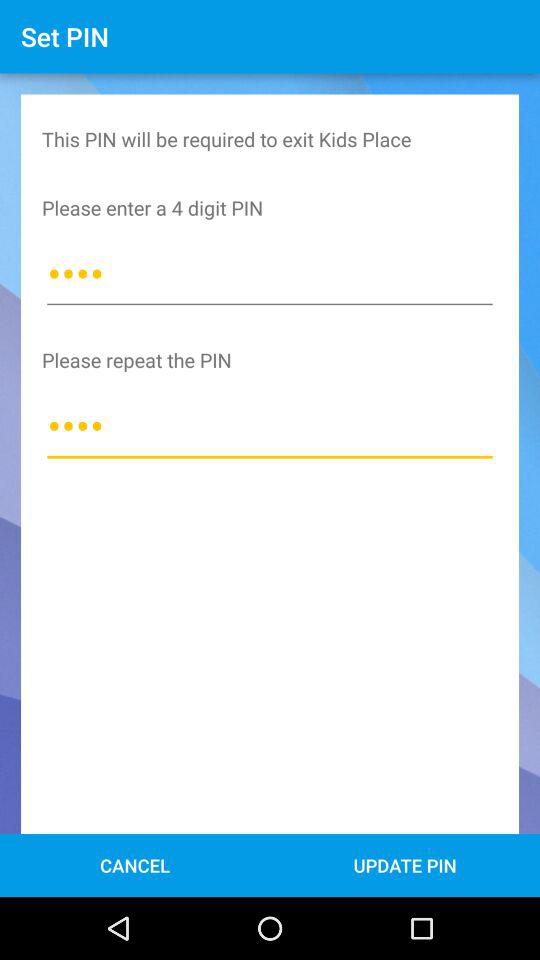 Set PIN
This PIN will be required to exit Kids Place
Please enter a 4 digit PIN
••••
Please repeat the PIN
••••
CANCEL UPDATE PIN